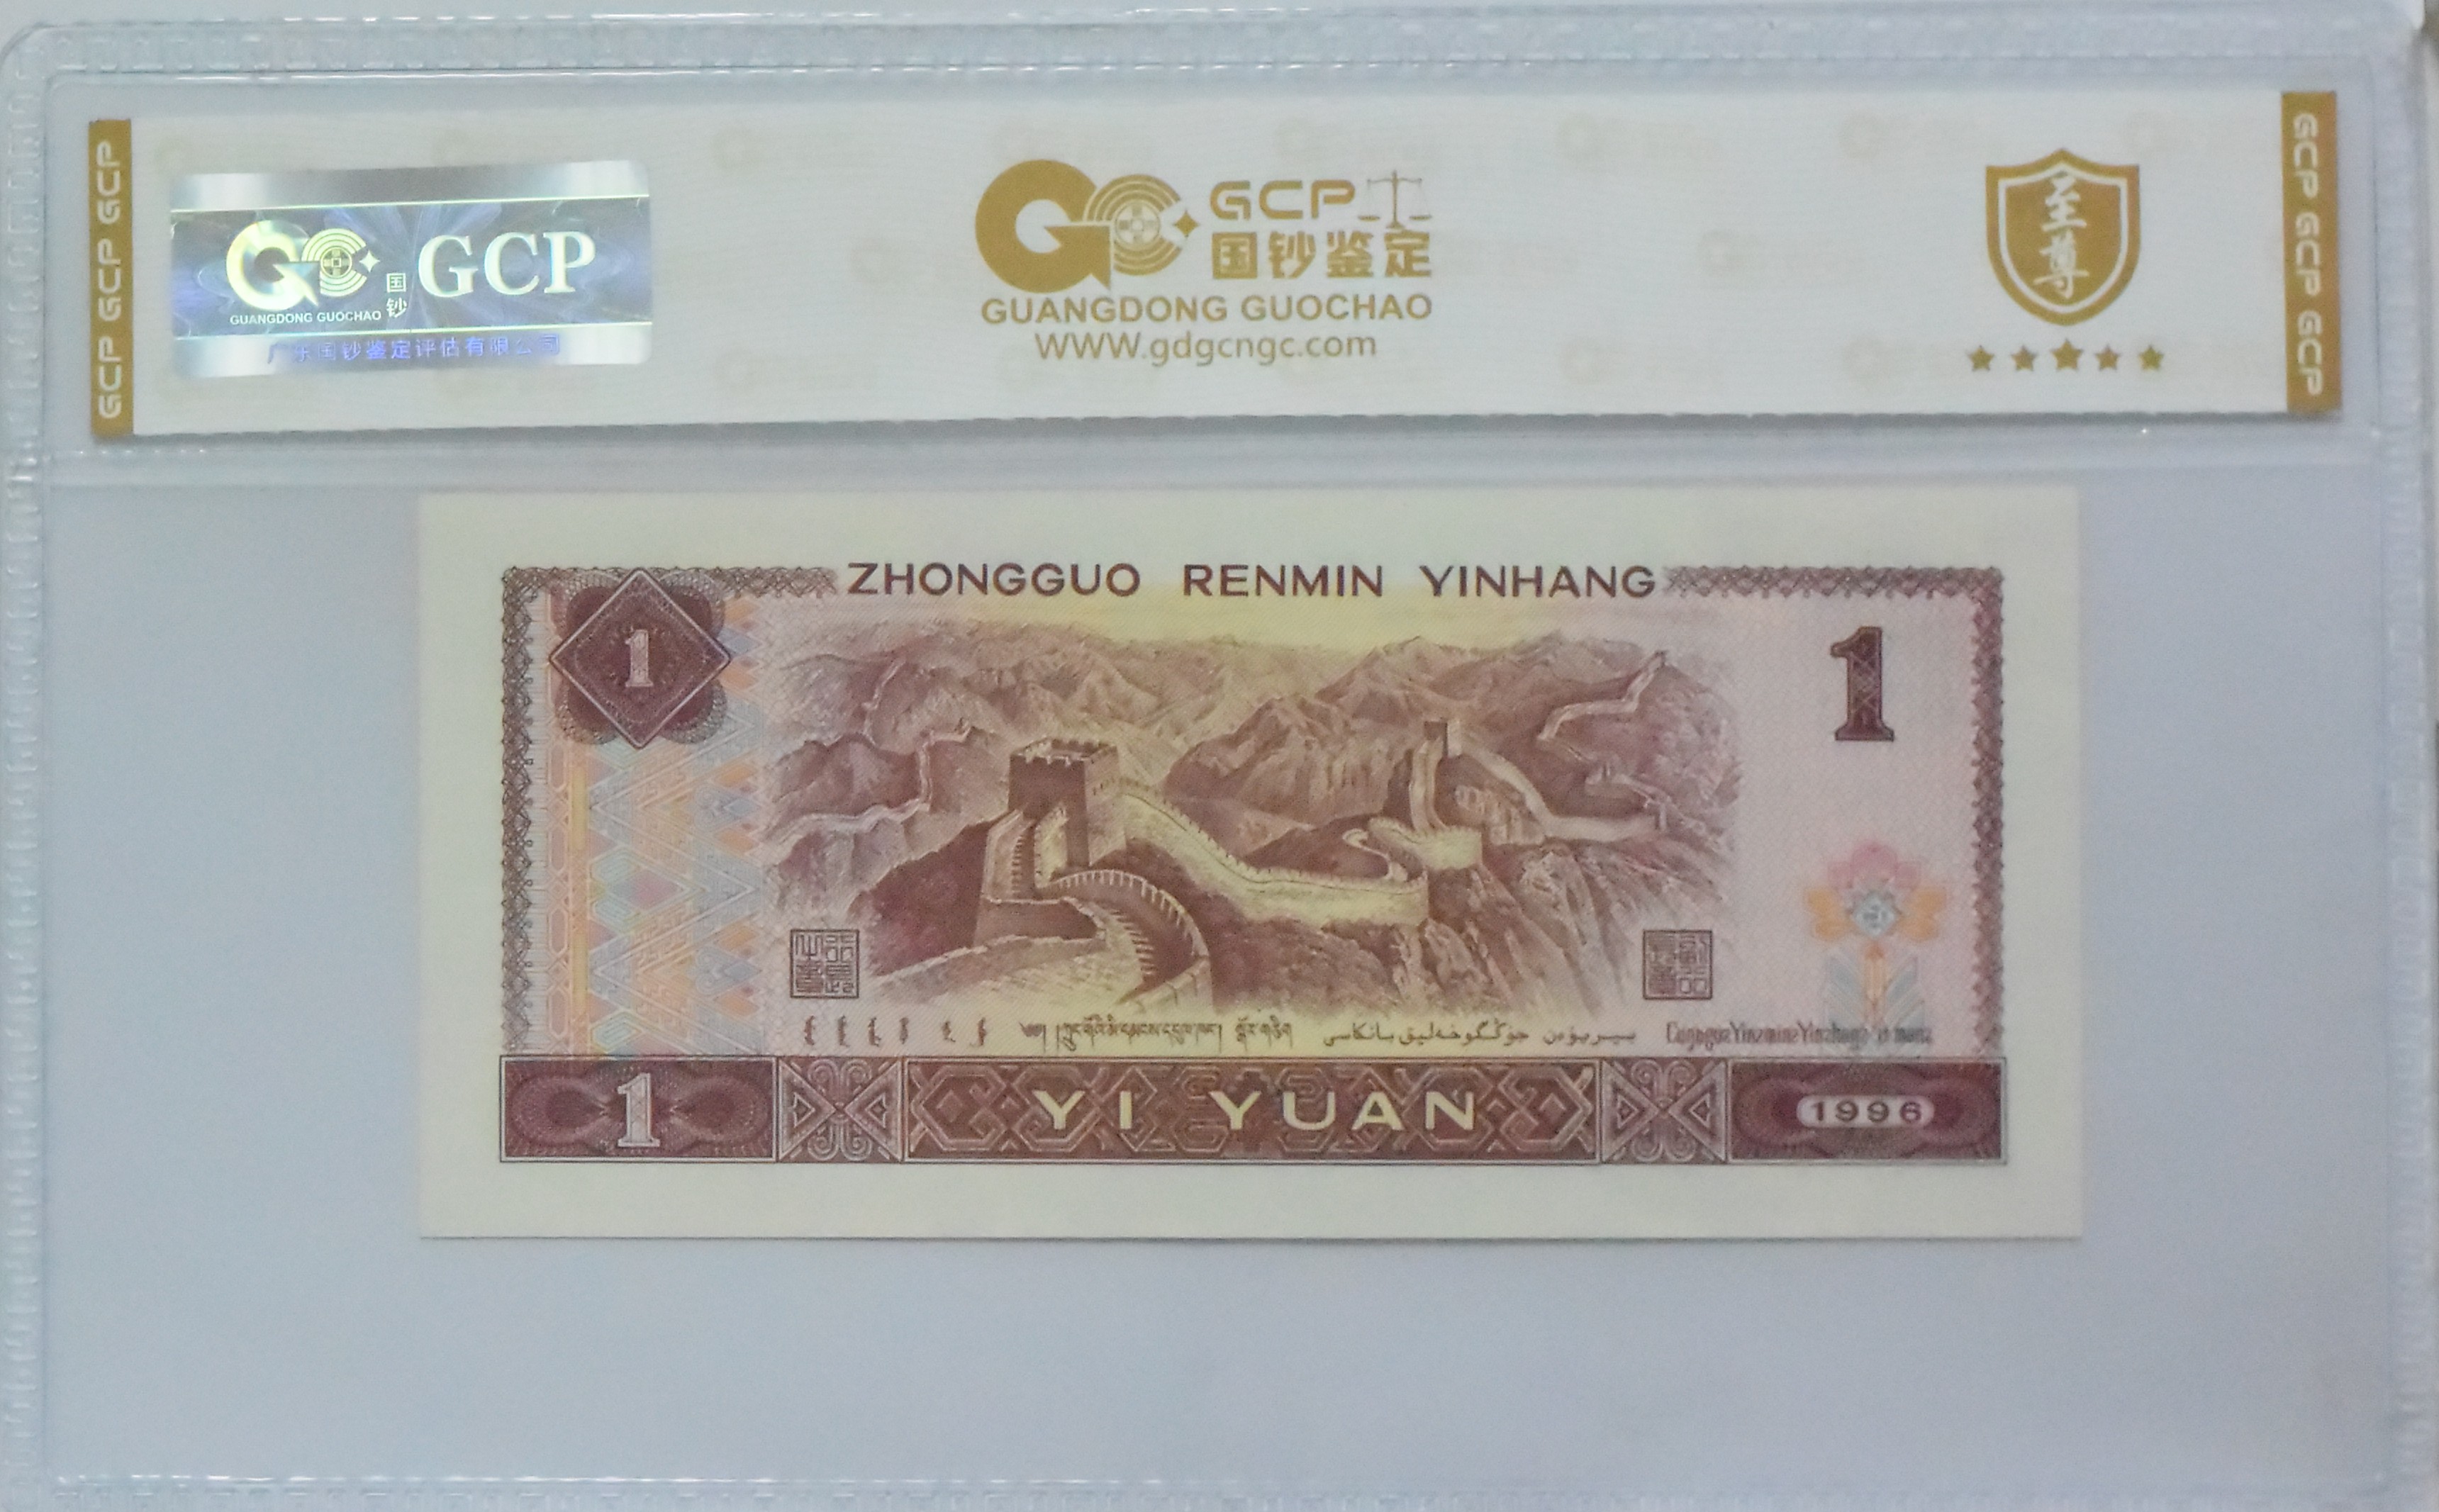 GCP GCP GCP
GCP
国钞
GUANGDONG GUOCHAO
广东国钞鉴定评估有限公司
GCP
国钞鉴定
GUANGDONG GUOCHAO
WWW.gdgcngc.com
至尊
GCP GCP GCP
ZHONGGUO RENMIN YINHANG
1
1
1
YI YUAN
1996